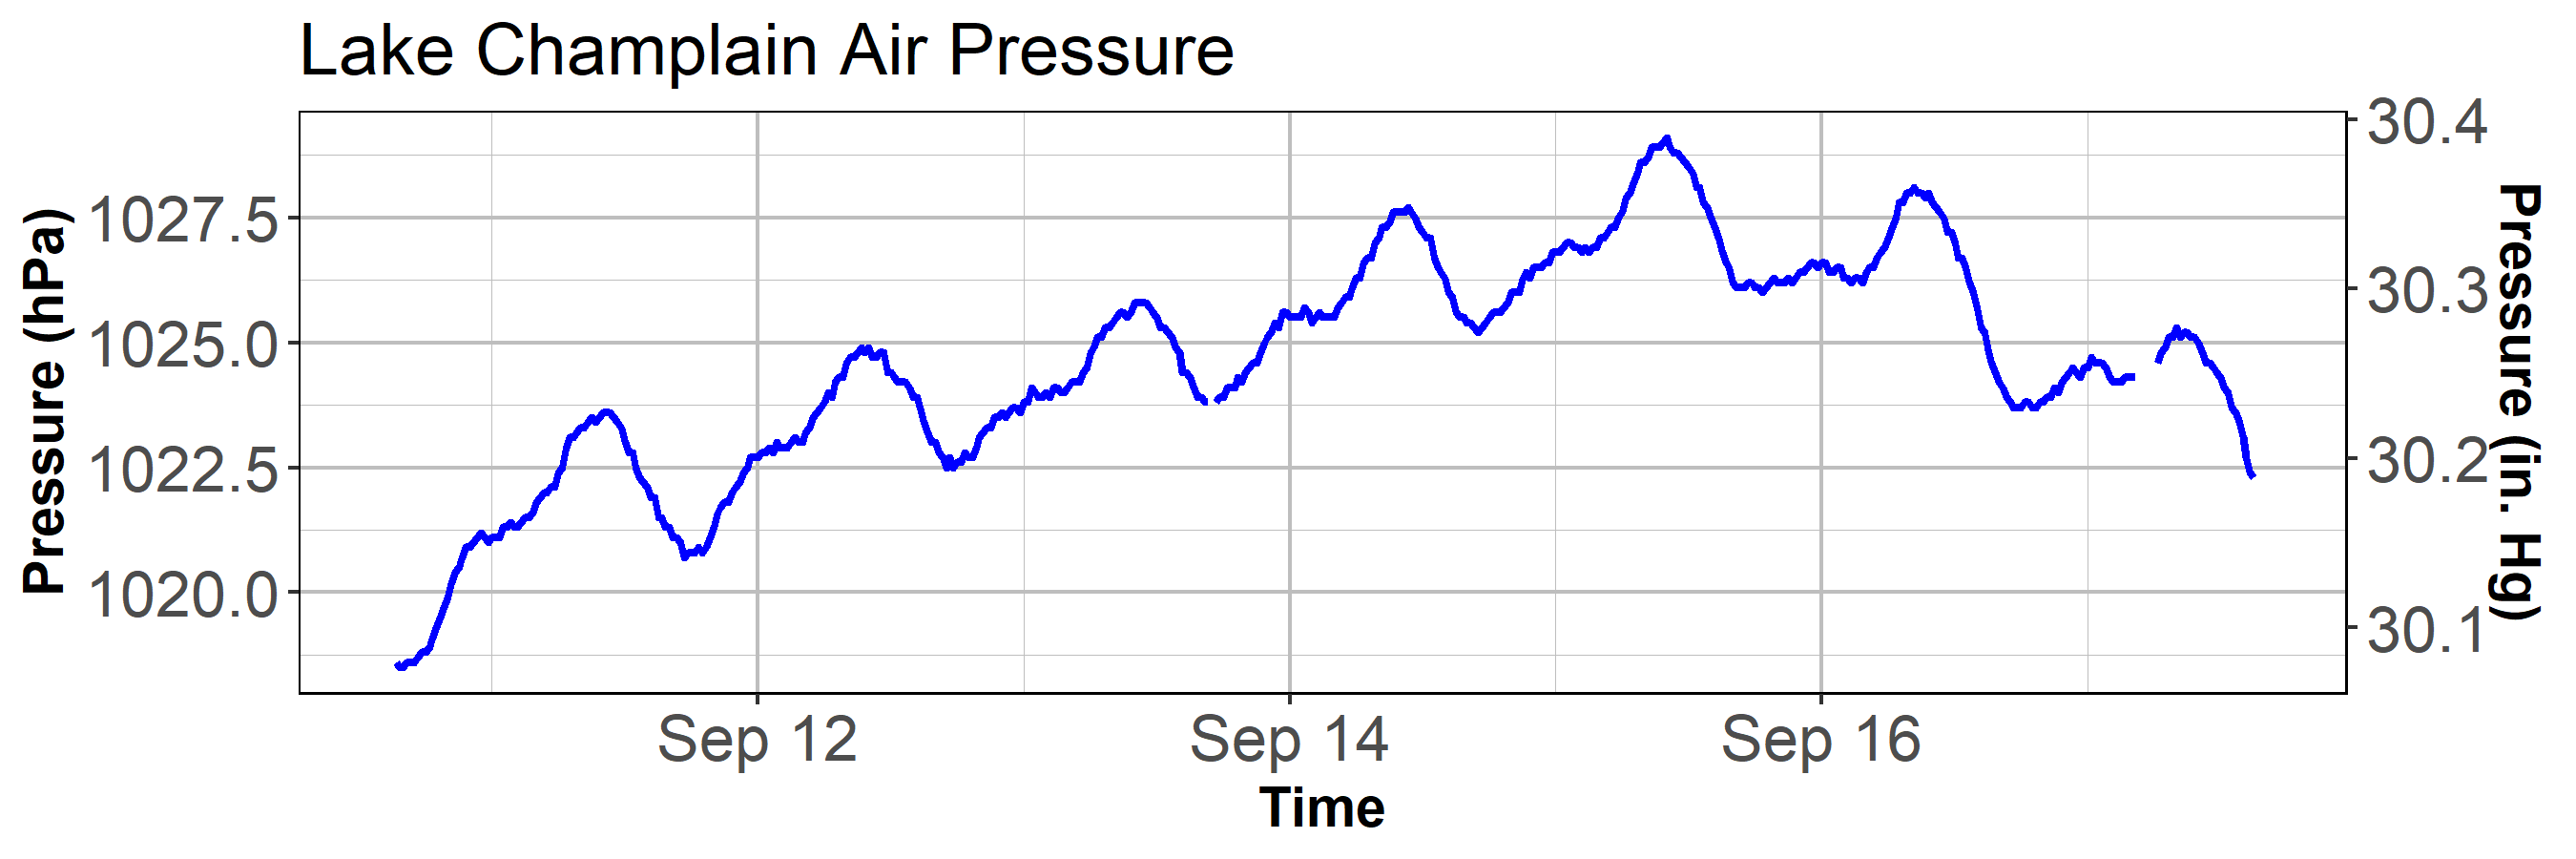 Lake Champlain Air Pressure
Pressure (hPa)
1027.5
1025.0
1022.5
1020.0
30.4
30.3
30.2
30.1
Pressure (in. Hg)
Sep 12
Sep 14
Sep 16
Time